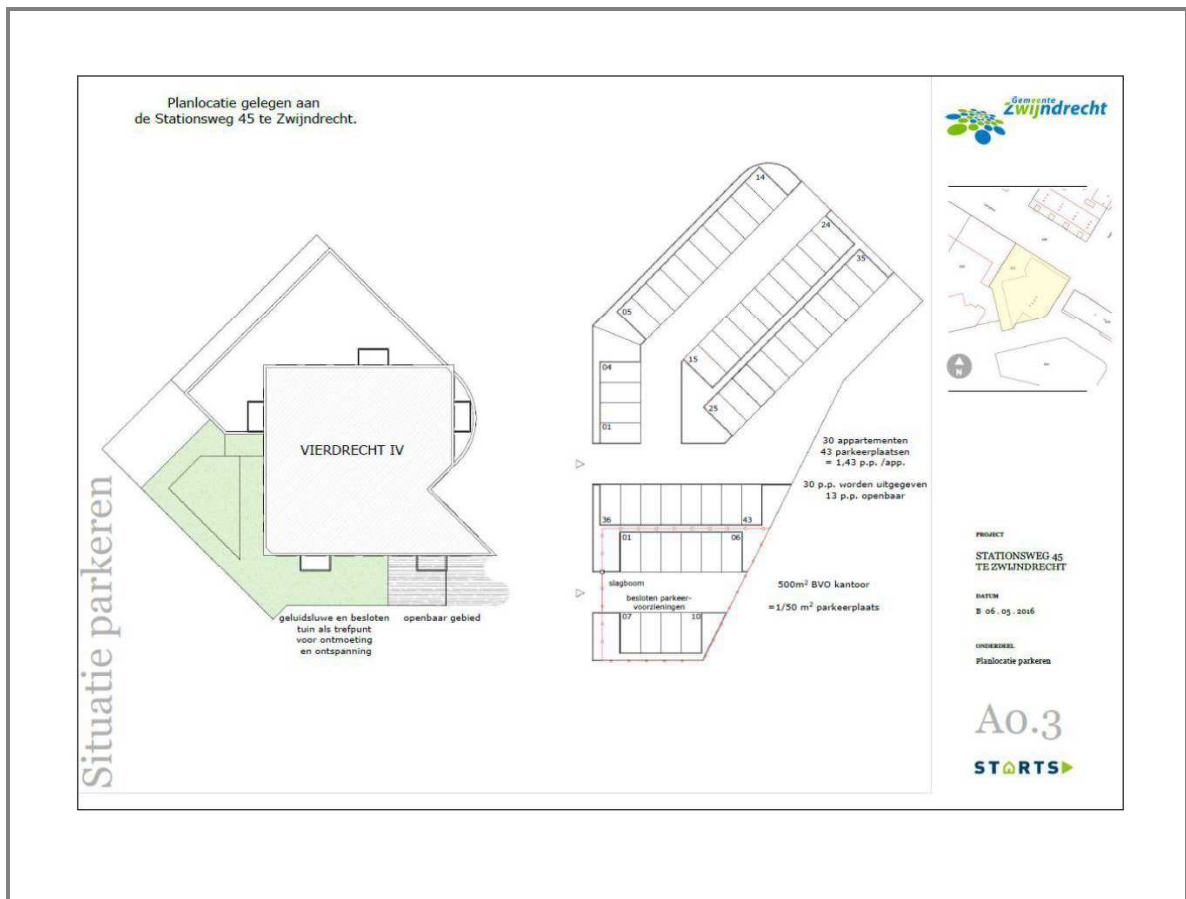 Planlocatie gelegen aan
de Stationsweg 45 te Zwijndrecht.
Situatie parkeren
VIERDRECHT IV
geluidsluwe en besloten
tuin als trefpunt
voor ontmoeting
en ontspanning
openbaar gebied
14
24
35
05
15
04
25
01
30 appartementen
43 parkeerplaatsen
= 1,43 p.p. /app.
30 p.p. worden uitgegeven
13 p.p. openbaar
36
43
01
06
slagboom
besloten parkeer-
voorzieningen
07
10
500m² BVO kantoor
=1/50 m² parkeerplaats
Gemeente
Zwijndrecht
N
PROJECT
STATIONSWEG 45
TE ZWIJNDRECHT
DATUM
B 06 . 05 . 2016
ONDERDEEL
Planlocatie parkeren
A0.3
STARTS